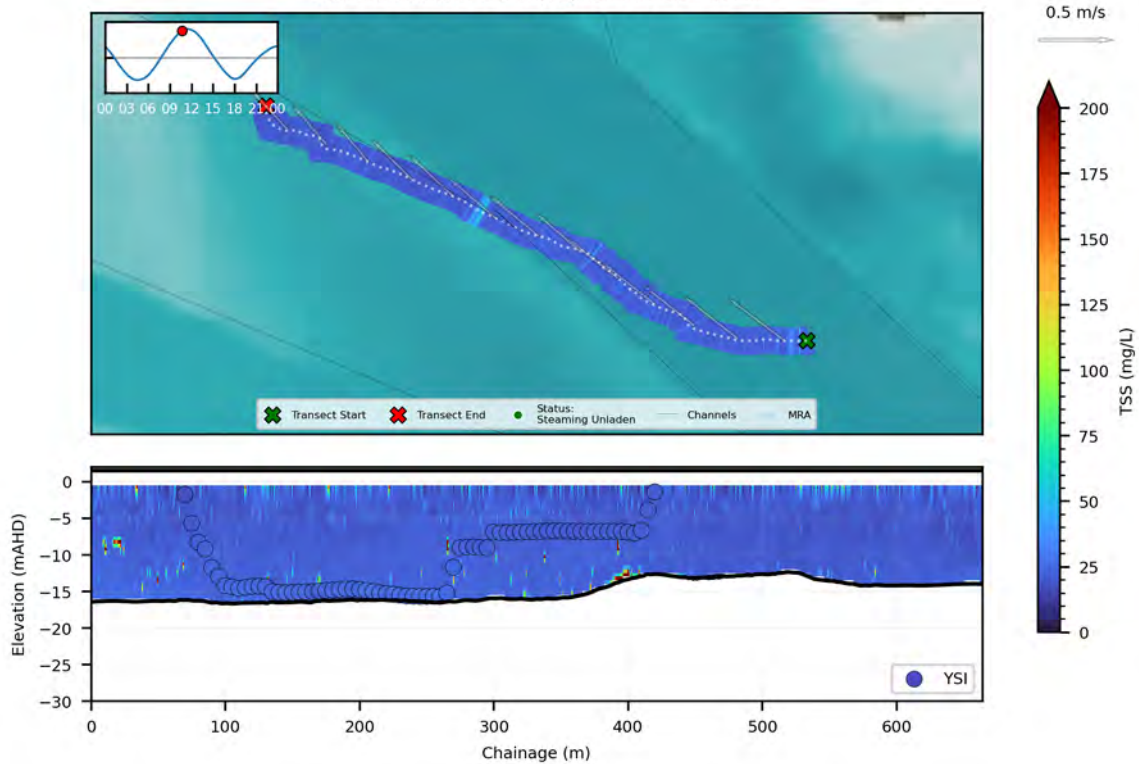 0.5 m/s
00 03 06 09 12 15 18 21 00
Transect Start
Transect End
Status:
Steaming Unladen
Channels
MRA
200
175
150
125
100
75
50
25
0
TSS (mg/L)
0
−5
−10
−15
−20
−25
−30
Elevation (mAHD)
YSI
0 100 200 300 400 500 600
Chainage (m)